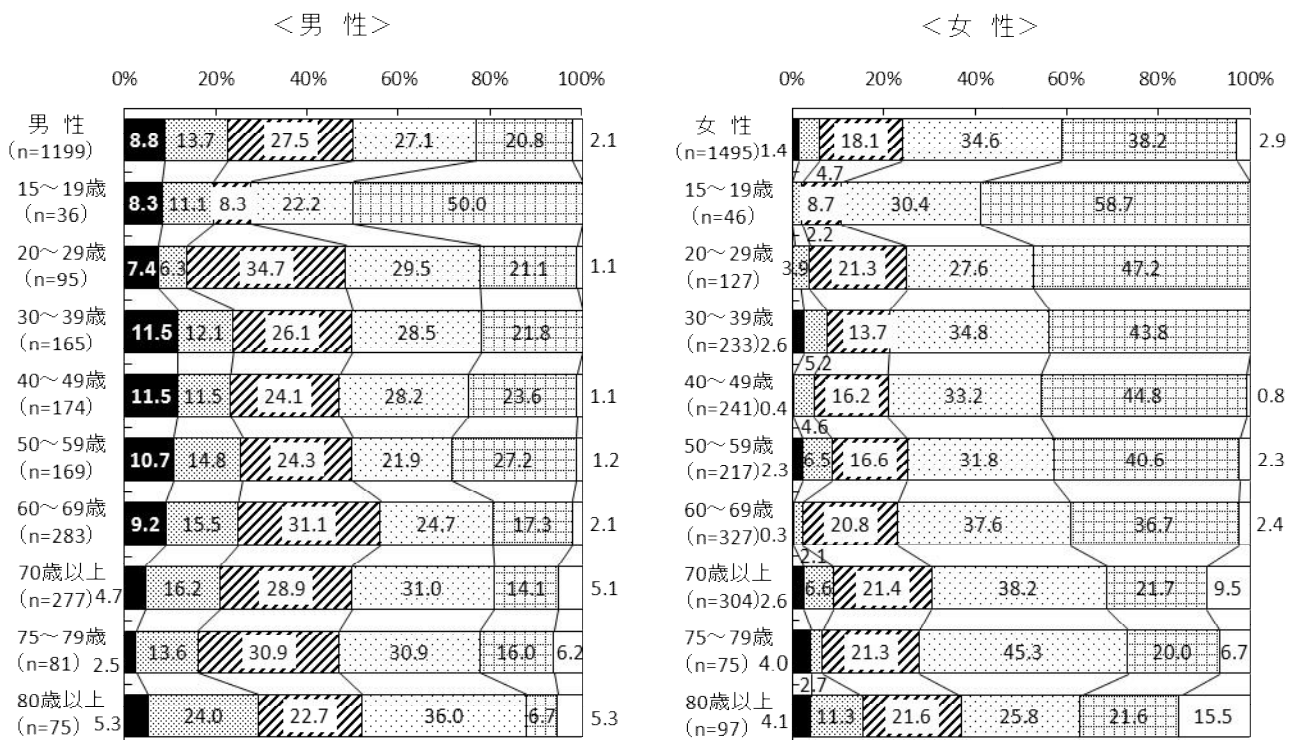 ＜男 性＞
0% 20% 40% 60% 80% 100%
男 性
(n=1199) 8.8 13.7 27.5 27.1 20.8 2.1
15～19歳
(n=36) 8.3 11.1 8.3 22.2 50.0
20～29歳
(n=95) 7.4 6.3 34.7 29.5 21.1 1.1
30～39歳
(n=165) 11.5 12.1 26.1 28.5 21.8
40～49歳
(n=174) 11.5 11.5 24.1 28.2 23.6 1.1
50～59歳
(n=169) 10.7 14.8 24.3 21.9 27.2 1.2
60～69歳
(n=283) 9.2 15.5 31.1 24.7 17.3 2.1
70歳以上
(n=277) 4.7 16.2 28.9 31.0 14.1 5.1
75～79歳
(n=81) 2.5 13.6 30.9 30.9 16.0 6.2
80歳以上
(n=75) 5.3 24.0 22.7 36.0 6.7 5.3
＜女 性＞
0% 20% 40% 60% 80% 100%
女 性
(n=1495) 1.4 18.1 34.6 38.2 2.9
4.7
15～19歳
(n=46) 8.7 30.4 58.7
2.2
20～29歳
(n=127) 3.9 21.3 27.6 47.2
30～39歳
(n=233) 2.6 13.7 34.8 43.8
5.2
40～49歳
(n=241) 0.4 16.2 33.2 44.8 0.8
4.6
50～59歳
(n=217) 2.3 6.5 16.6 31.8 40.6 2.3
60～69歳
(n=327) 0.3 20.8 37.6 36.7 2.4
2.1
70歳以上
(n=304) 2.6 6.6 21.4 38.2 21.7 9.5
75～79歳
(n=75) 4.0 21.3 45.3 20.0 6.7
2.7
80歳以上
(n=97) 4.1 11.3 21.6 25.8 21.6 15.5